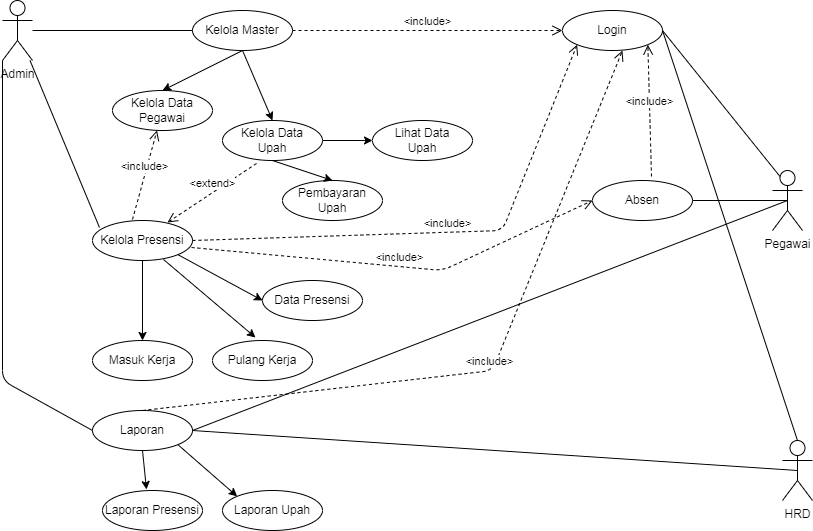 <include>
Kelola Master
Login
Admin
Kelola Data
Pegawai
<include>
Kelola Data
Upah
Lihat Data
Upah
<include>
<extend>
Pembayaran
Upah
Absen
<include>
Kelola Presensi
Pegawai
<include>
Data Presensi
Masuk Kerja
Pulang Kerja
<include>
Laporan
Laporan Presensi
Laporan Upah
HRD